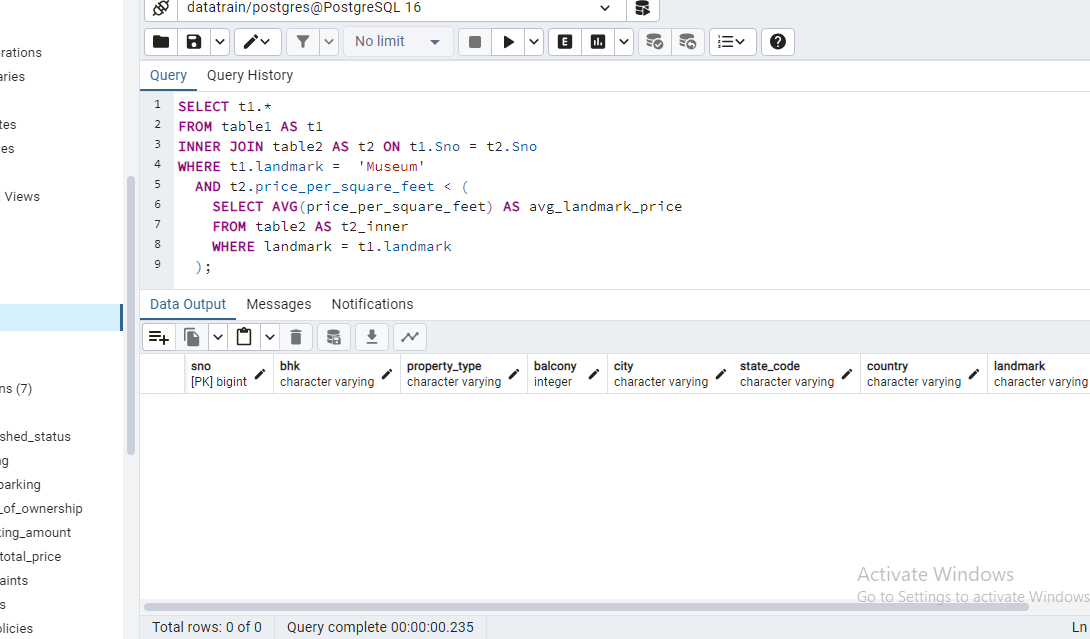 datatrain/postgres@PostgreSQL 16
No limit
E
Query Query History
1 SELECT t1.*
2 FROM table1 AS t1
3 INNER JOIN table2 AS t2 ON t1.Sno = t2.Sno
4 WHERE t1.landmark =  'Museum'
5   AND t2.price_per_square_feet < (
6     SELECT AVG(price_per_square_feet) AS avg_landmark_price
7     FROM table2 AS t2_inner
8     WHERE landmark = t1.landmark
9   );
rations
aries
tes
es
Views
ns (7)
shed_status
ng
parking
_of_ownership
king_amount
total_price
aints
s
olicies
Data Output Messages Notifications
sno bhk property_type balcony city state_code country landmark
[PK] bigint character varying character varying integer character varying character varying character varying character varying
Activate Windows
Go to Settings to activate Windows
Total rows: 0 of 0 Query complete 00:00:00.235 Ln